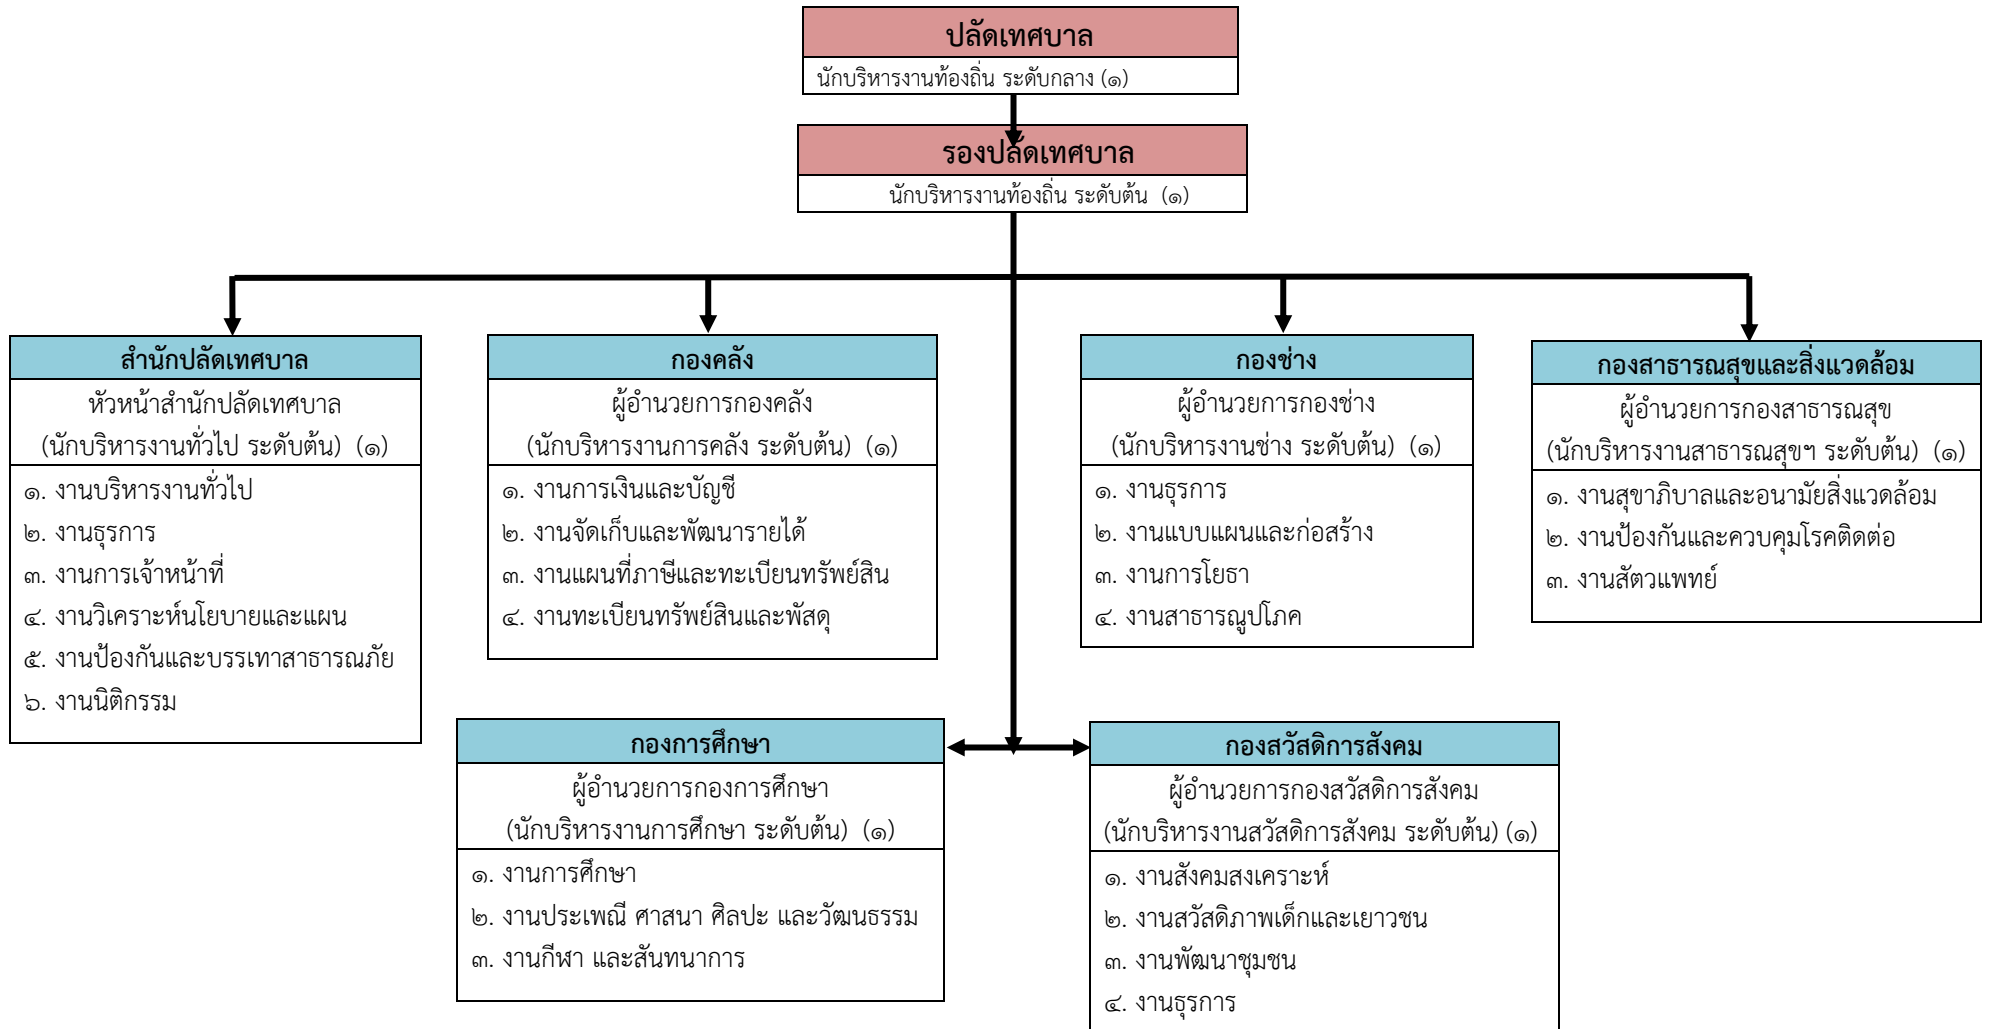 ปลัดเทศบาล
นักบริหารงานท้องถิ่น ระดับกลาง (๑)
รองปลัดเทศบาล
นักบริหารงานท้องถิ่น ระดับต้น (๑)
สำนักปลัดเทศบาล
หัวหน้าสำนักปลัดเทศบาล
(นักบริหารงานทั่วไป ระดับต้น) (๑)
๑. งานบริหารงานทั่วไป
๒. งานธุรการ
๓. งานการเจ้าหน้าที่
๔. งานวิเคราะห์นโยบายและแผน
๕. งานป้องกันและบรรเทาสาธารณภัย
๖. งานนิติกรรม
กองคลัง
ผู้อำนวยการกองคลัง
(นักบริหารงานการคลัง ระดับต้น) (๑)
๑. งานการเงินและบัญชี
๒. งานจัดเก็บและพัฒนารายได้
๓. งานแผนที่ภาษีและทะเบียนทรัพย์สิน
๔. งานทะเบียนทรัพย์สินและพัสดุ
กองช่าง
ผู้อำนวยการกองช่าง
(นักบริหารงานช่าง ระดับต้น) (๑)
๑. งานธุรการ
๒. งานแบบแผนและก่อสร้าง
๓. งานการโยธา
๔. งานสาธารณูปโภค
กองสาธารณสุขและสิ่งแวดล้อม
ผู้อำนวยการกองสาธารณสุข
(นักบริหารงานสาธารณสุขฯ ระดับต้น) (๑)
๑. งานสุขาภิบาลและอนามัยสิ่งแวดล้อม
๒. งานป้องกันและควบคุมโรคติดต่อ
๓. งานสัตวแพทย์
กองการศึกษา
ผู้อำนวยการกองการศึกษา
(นักบริหารงานการศึกษา ระดับต้น) (๑)
๑. งานการศึกษา
๒. งานประเพณี ศาสนา ศิลปะ และวัฒนธรรม
๓. งานกีฬา และสันทนาการ
กองสวัสดิการสังคม
ผู้อำนวยการกองสวัสดิการสังคม
(นักบริหารงานสวัสดิการสังคม ระดับต้น) (๑)
๑. งานสังคมสงเคราะห์
๒. งานสวัสดิภาพเด็กและเยาวชน
๓. งานพัฒนาชุมชน
๔. งานธุรการ